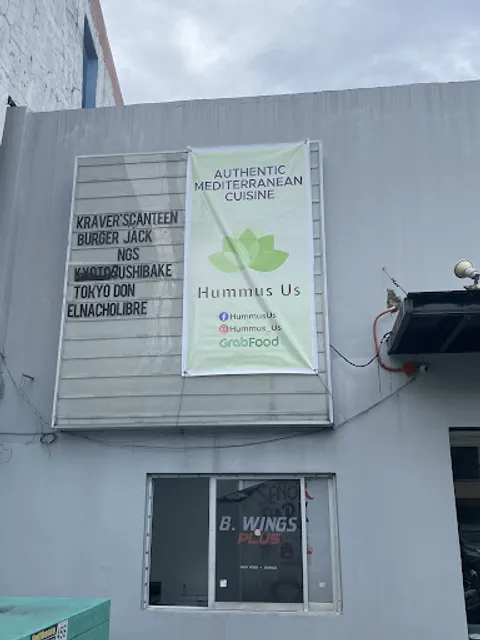 KRAVER'SCANTEEN
BURGER JACK
NGS
KYOTOSUSHIBAKE
TOKYO DON
ELNACHOLIBRE
AUTHENTIC
MEDITERRANEAN
CUISINE
Hummus Us
HummusUs
Hummus_Us
GrabFood
B. WINGS
PLUS